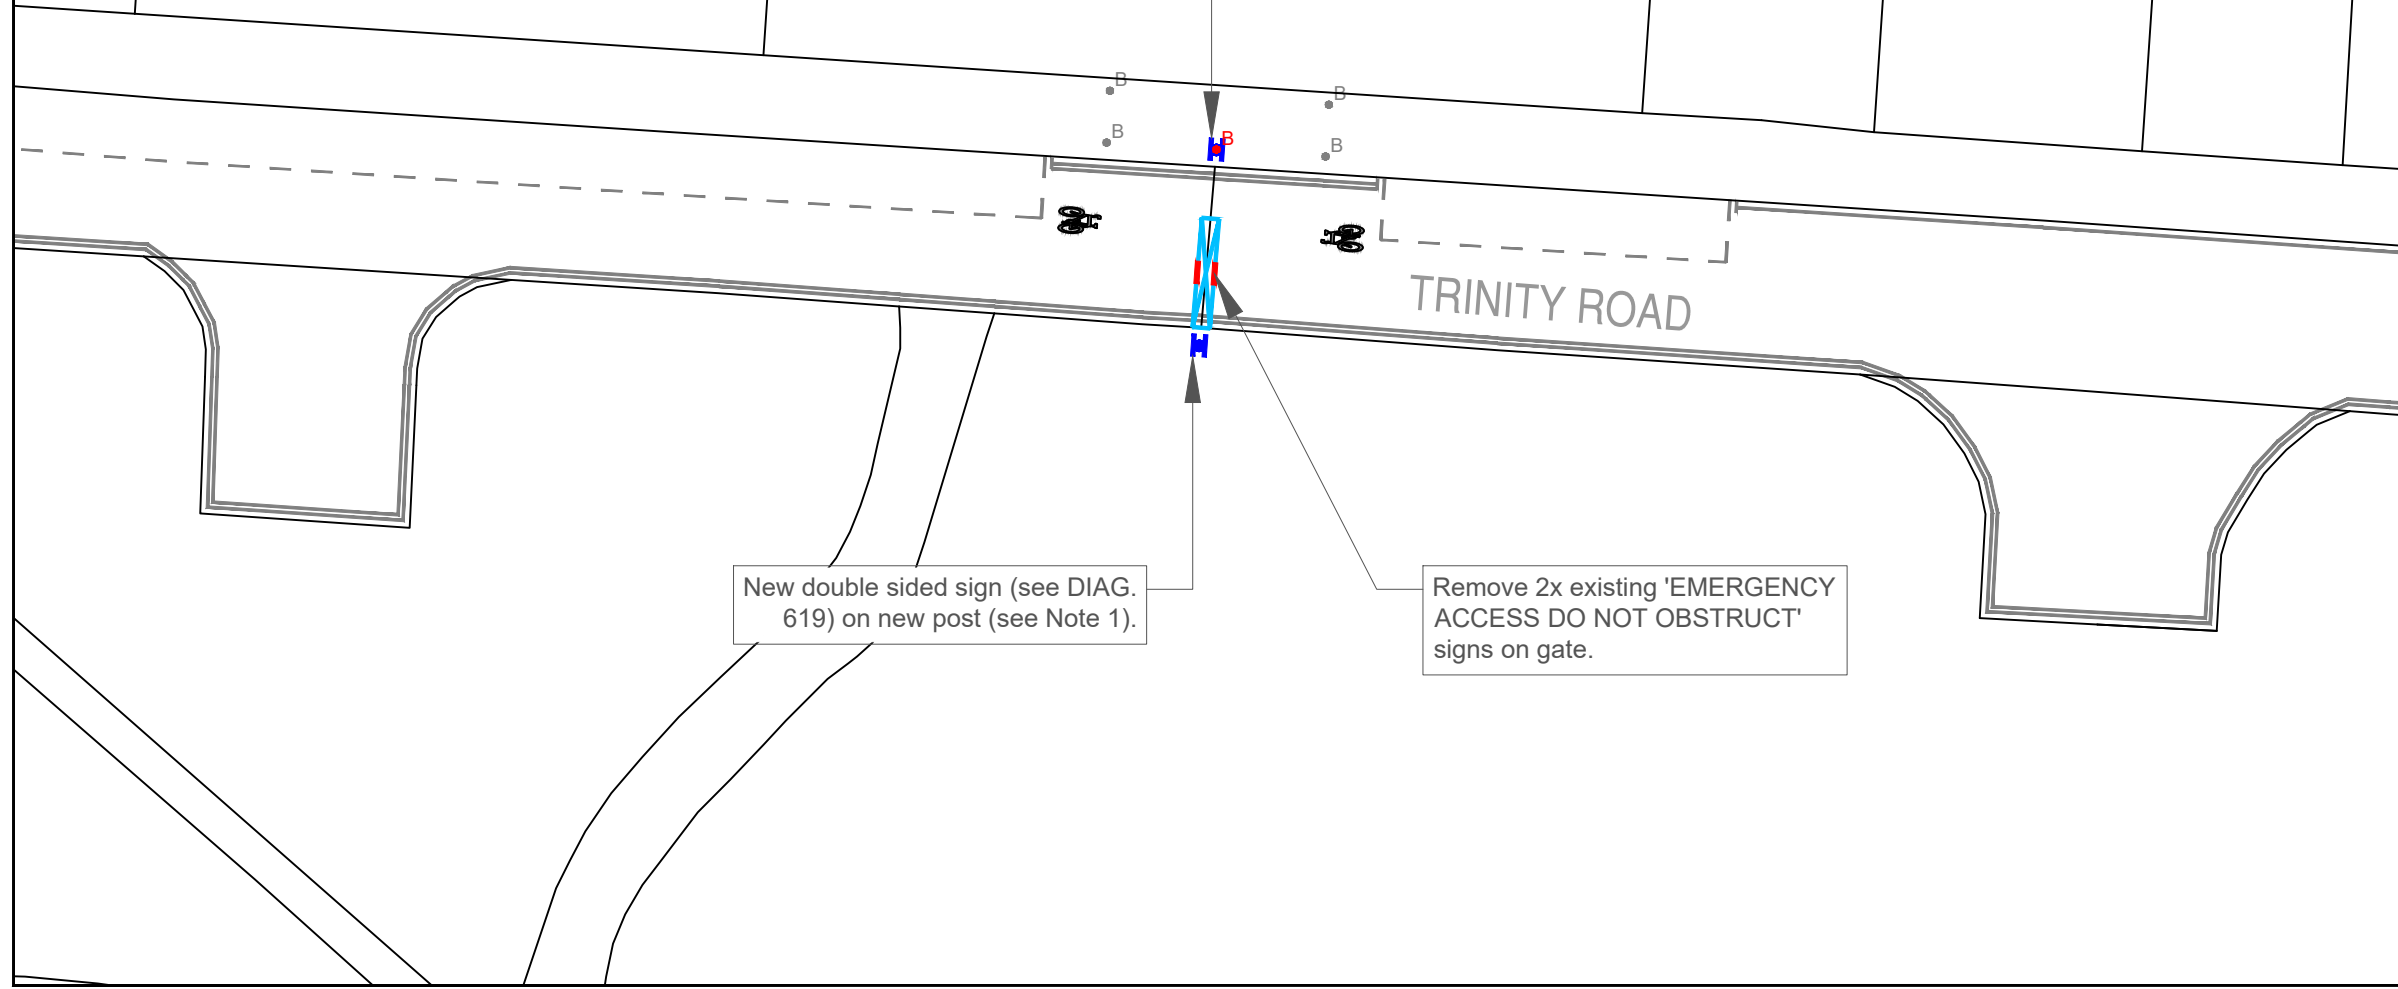 B
B
B
B
B
TRINITY ROAD
New double sided sign (see DIAG.
619) on new post (see Note 1).
Remove 2x existing 'EMERGENCY
ACCESS DO NOT OBSTRUCT'
signs on gate.